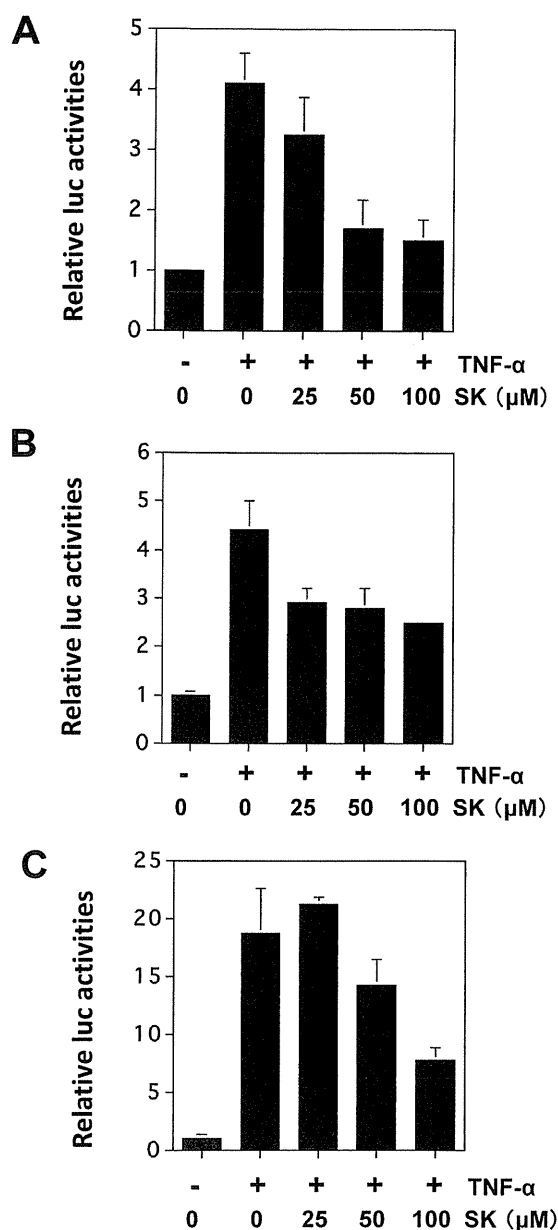 A
Relative luc activities
5
4
3
2
1
0
- + + + + TNF-α
0 0 25 50 100 SK (μM)
B
Relative luc activities
6
5
4
3
2
1
0
- + + + + TNF-α
0 0 25 50 100 SK (μM)
C
Relative luc activities
25
20
15
10
5
0
- + + + + TNF-α
0 0 25 50 100 SK (μM)